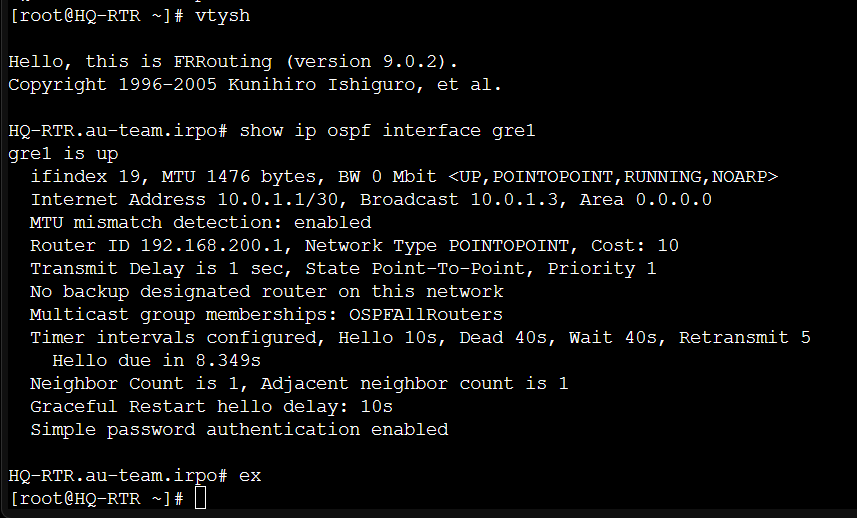 [root@HQ-RTR ~]# vtysh
Hello, this is FRRouting (version 9.0.2).
Copyright 1996-2005 Kunihiro Ishiguro, et al.
HQ-RTR.au-team.irpo# show ip ospf interface gre1
gre1 is up
  ifindex 19, MTU 1476 bytes, BW 0 Mbit <UP,POINTOPOINT,RUNNING,NOARP>
  Internet Address 10.0.1.1/30, Broadcast 10.0.1.3, Area 0.0.0.0
  MTU mismatch detection: enabled
  Router ID 192.168.200.1, Network Type POINTOPOINT, Cost: 10
  Transmit Delay is 1 sec, State Point-To-Point, Priority 1
  No backup designated router on this network
  Multicast group memberships: OSPFAllRouters
  Timer intervals configured, Hello 10s, Dead 40s, Wait 40s, Retransmit 5
    Hello due in 8.349s
  Neighbor Count is 1, Adjacent neighbor count is 1
  Graceful Restart hello delay: 10s
  Simple password authentication enabled
HQ-RTR.au-team.irpo# ex
[root@HQ-RTR ~]#